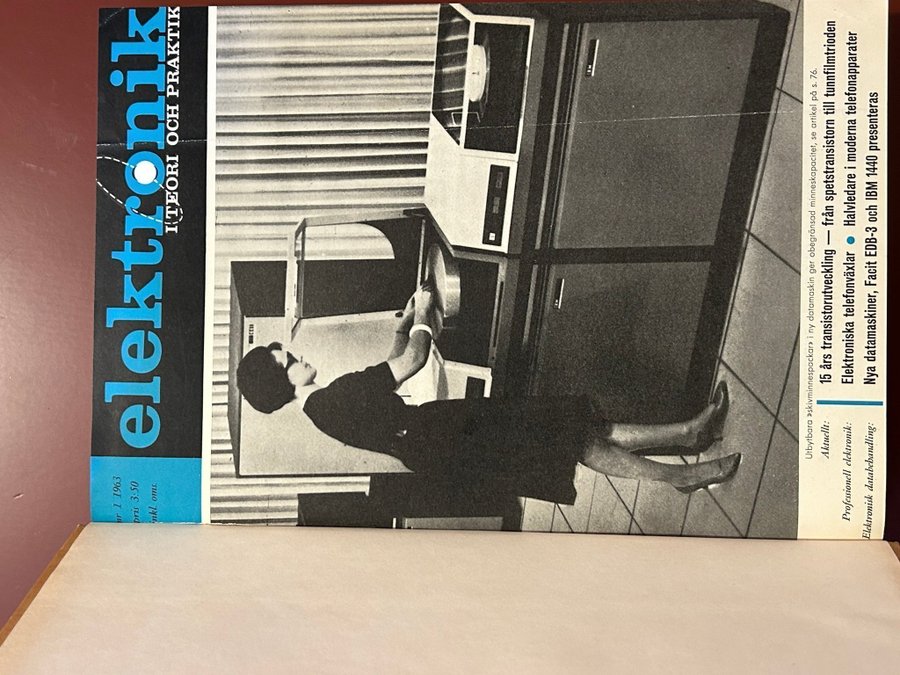 elektronik
I TEORI OCH PRAKTIK
nr 1 1963
pris 3:50
inkl. oms.
Utbytbara »skivminnespackar» i ny datamaskin ger obegränsad minneskapacitet, se artikel på s. 76.
Aktuellt: 15 års transistorutveckling — från spetstransistorn till tunnfilmtrioden
Professionell elektronik: Elektroniska telefonväxlar ● Halvledare i moderna telefonapparater
Elektronisk databehandling: Nya datamaskiner, Facit EDB-3 och IBM 1440 presenteras